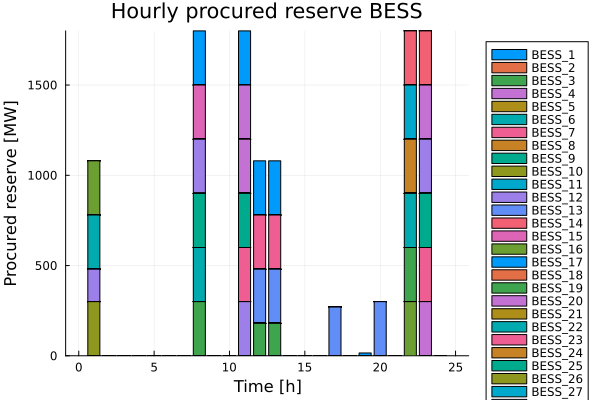 Hourly procured reserve BESS
Procured reserve [MW]
1500
1000
500
0
0 5 10 15 20 25
Time [h]
BESS_1
BESS_2
BESS_3
BESS_4
BESS_5
BESS_6
BESS_7
BESS_8
BESS_9
BESS_10
BESS_11
BESS_12
BESS_13
BESS_14
BESS_15
BESS_16
BESS_17
BESS_18
BESS_19
BESS_20
BESS_21
BESS_22
BESS_23
BESS_24
BESS_25
BESS_26
BESS_27